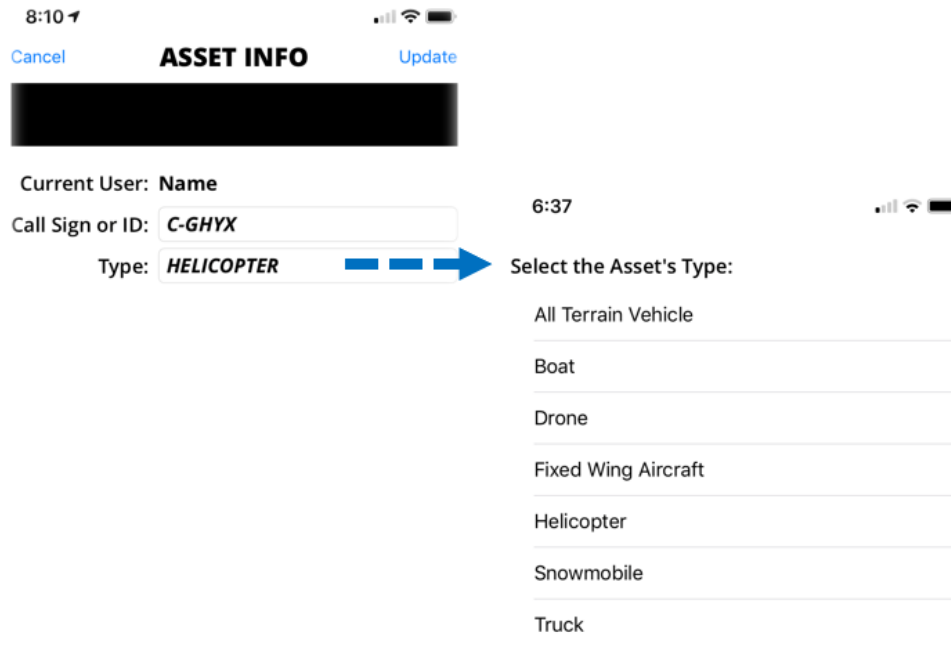 8:10
Cancel ASSET INFO Update
Current User: Name
Call Sign or ID: C-GHYX
Type: HELICOPTER
6:37
Select the Asset's Type:
All Terrain Vehicle
Boat
Drone
Fixed Wing Aircraft
Helicopter
Snowmobile
Truck